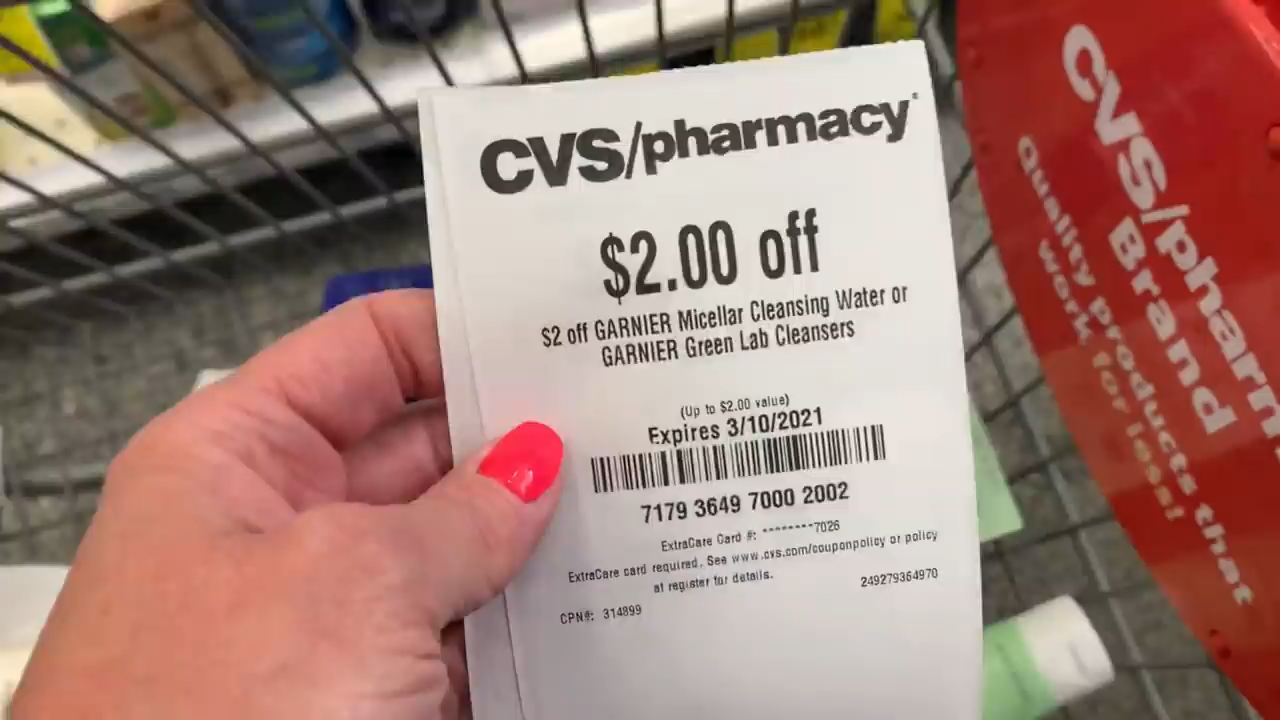 CVS/pharmacy
$2.00 off
$2 off GARNIER Micellar Cleansing Water or
GARNIER Green Lab Cleansers
(Up to $2.00 value)
Expires 3/10/2021
7179 3649 7000 2002
ExtraCare Card #: ********7026
ExtraCare card required. See www.cvs.com/couponpolicy or policy
at register for details.
249279364970
CPN#: 314899
CVS/pharm
Brand
Quality products that
work, for less!